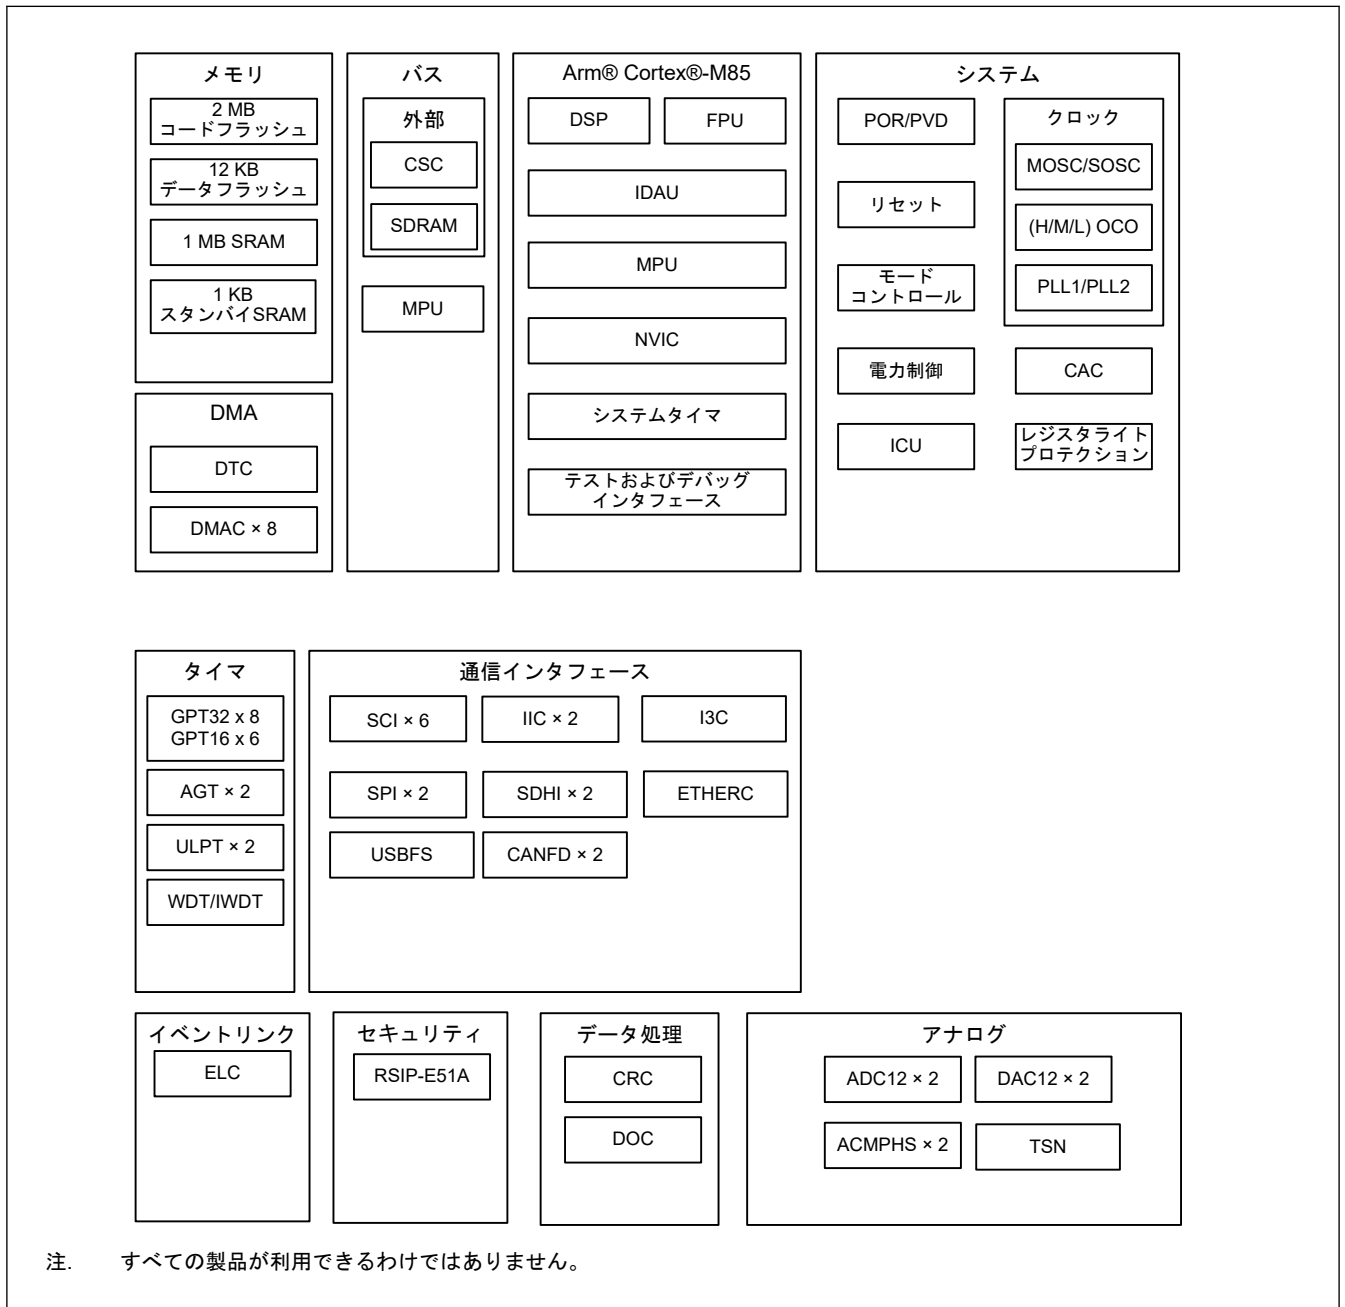 メモリ
2 MB
コードフラッシュ
12 KB
データフラッシュ
1 MB SRAM
1 KB
スタンバイSRAM
DMA
DTC
DMAC × 8
バス
外部
CSC
SDRAM
MPU
Arm® Cortex®-M85
DSP
FPU
IDAU
MPU
NVIC
システムタイマ
テストおよびデバッグ
インタフェース
システム
POR/PVD
リセット
モード
コントロール
電力制御
ICU
クロック
MOSC/SOSC
(H/M/L) OCO
PLL1/PLL2
CAC
レジスタライト
プロテクション
タイマ
GPT32 x 8
GPT16 x 6
AGT × 2
ULPT × 2
WDT/IWDT
通信インタフェース
SCI × 6
IIC × 2
I3C
SPI × 2
SDHI × 2
ETHERC
USBFS
CANFD × 2
イベントリンク
ELC
セキュリティ
RSIP-E51A
データ処理
CRC
DOC
アナログ
ADC12 × 2
DAC12 × 2
ACMPHS × 2
TSN
注. すべての製品が利用できるわけではありません。